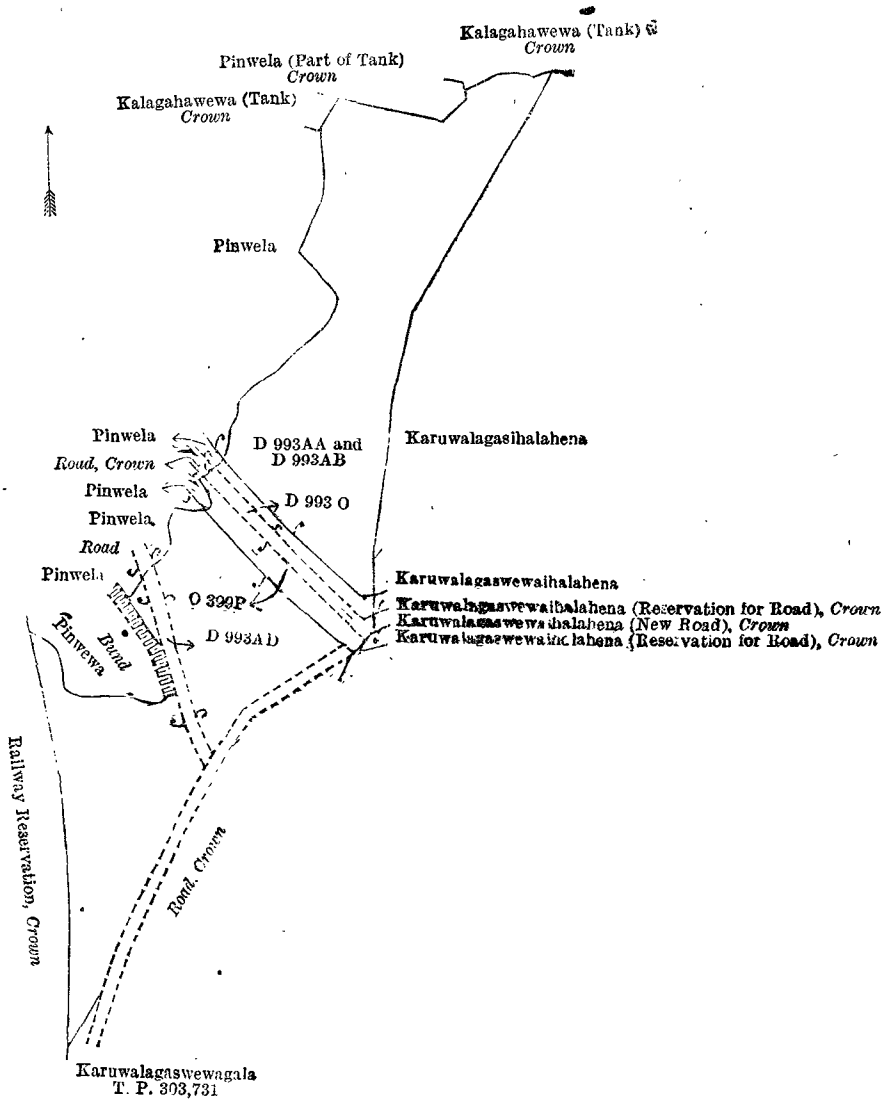 Kalagahawewa (Tank)
Crown
Pinwela (Part of Tank)
Crown
Kalagahawewa (Tank)
Crown
Pinwela
Pinwela
Road, Crown
Pinwela
Pinwela
Road
Pinwela
D 993AA and
D 993AB
D 993 O
Karuwalagasihalahena
Karuwalagaswewaihalahena
Karuwalagaswewaihalahena (Reservation for Road), Crown
Karuwalagaswewaihalahena (New Road), Crown
Karuwalagaswewaihalahena (Reservation for Road), Crown
O 399P
D 993AD
Pinwewa
Bund
Railway Reservation, Crown
Road, Crown
Karuwalagaswewagala
T. P. 303,731